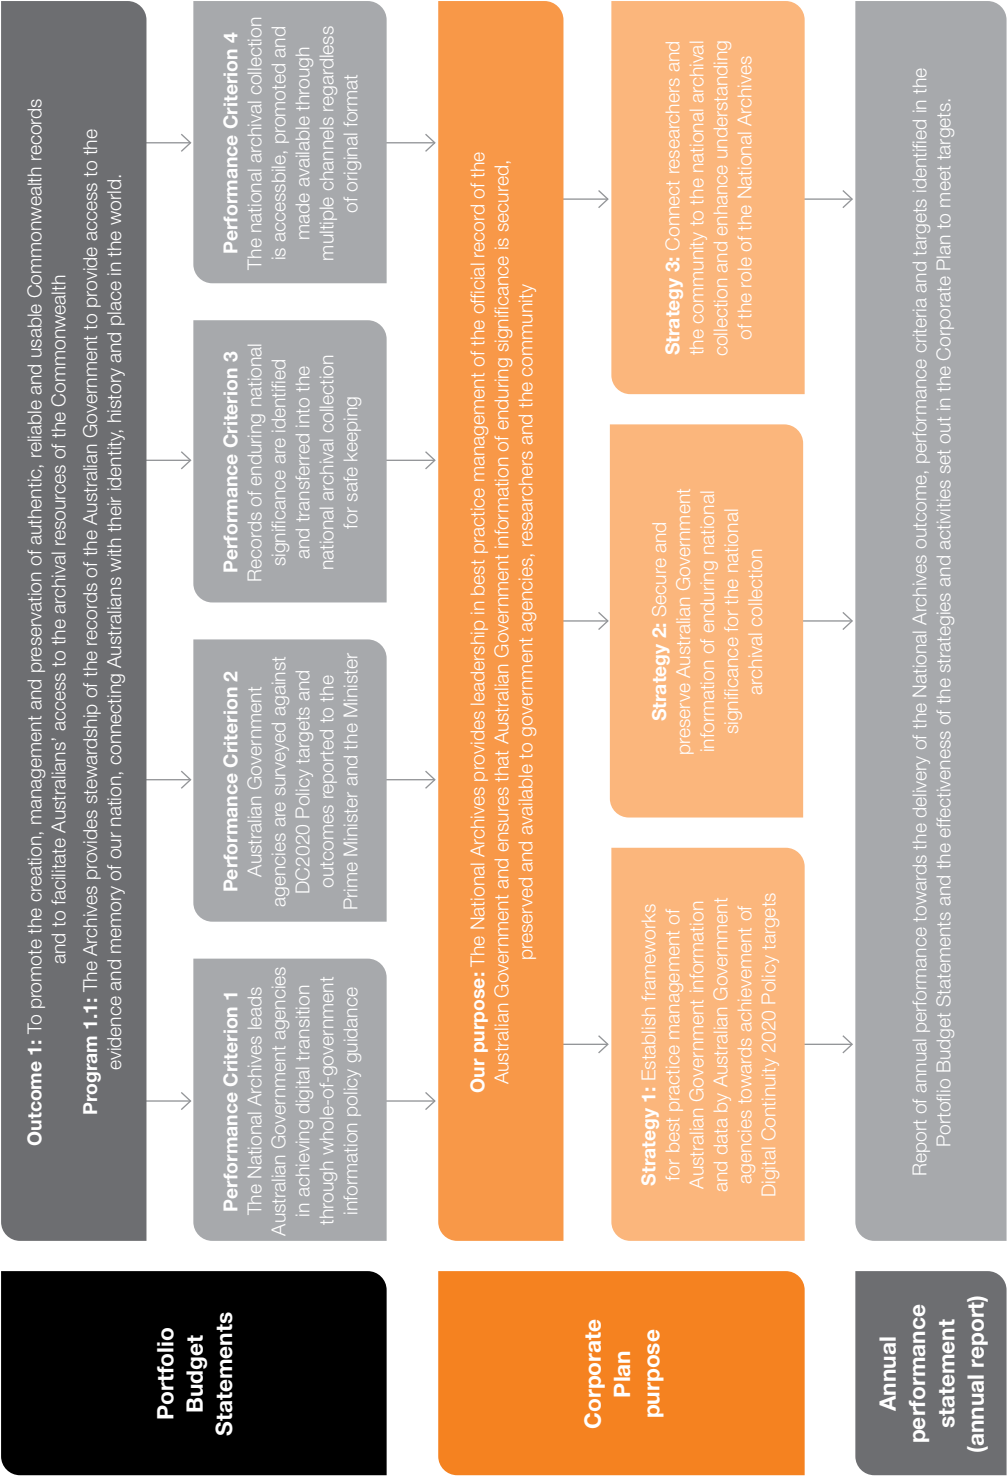 Portfolio
Budget
Statements
Outcome 1: To promote the creation, management and preservation of authentic, reliable and usable Commonwealth records
and to facilitate Australians’ access to the archival resources of the Commonwealth
Program 1.1: The Archives provides stewardship of the records of the Australian Government to provide access to the
evidence and memory of our nation, connecting Australians with their identity, history and place in the world.
Performance Criterion 1
The National Archives leads
Australian Government agencies
in achieving digital transition
through whole-of-government
information policy guidance
Performance Criterion 2
Australian Government
agencies are surveyed against
DC2020 Policy targets and
outcomes reported to the
Prime Minister and the Minister
Performance Criterion 3
Records of enduring national
significance are identified
and transferred into the
national archival collection
for safe keeping
Performance Criterion 4
The national archival collection
is accessbile, promoted and
made available through
multiple channels regardless
of original format
Corporate
Plan
purpose
Our purpose: The National Archives provides leadership in best practice management of the official record of the
Australian Government and ensures that Australian Government information of enduring significance is secured,
preserved and available to government agencies, researchers and the community
Strategy 1: Establish frameworks
for best practice management of
Australian Government information
and data by Australian Government
agencies towards achievement of
Digital Continuity 2020 Policy targets
Strategy 2: Secure and
preserve Australian Government
information of enduring national
significance for the national
archival collection
Strategy 3: Connect researchers and
the community to the national archival
collection and enhance understanding
of the role of the National Archives
Annual
performance
statement
(annual report)
Report of annual performance towards the delivery of the National Archives outcome, performance criteria and targets identified in the
Portoflio Budget Statements and the effectiveness of the strategies and activities set out in the Corporate Plan to meet targets.